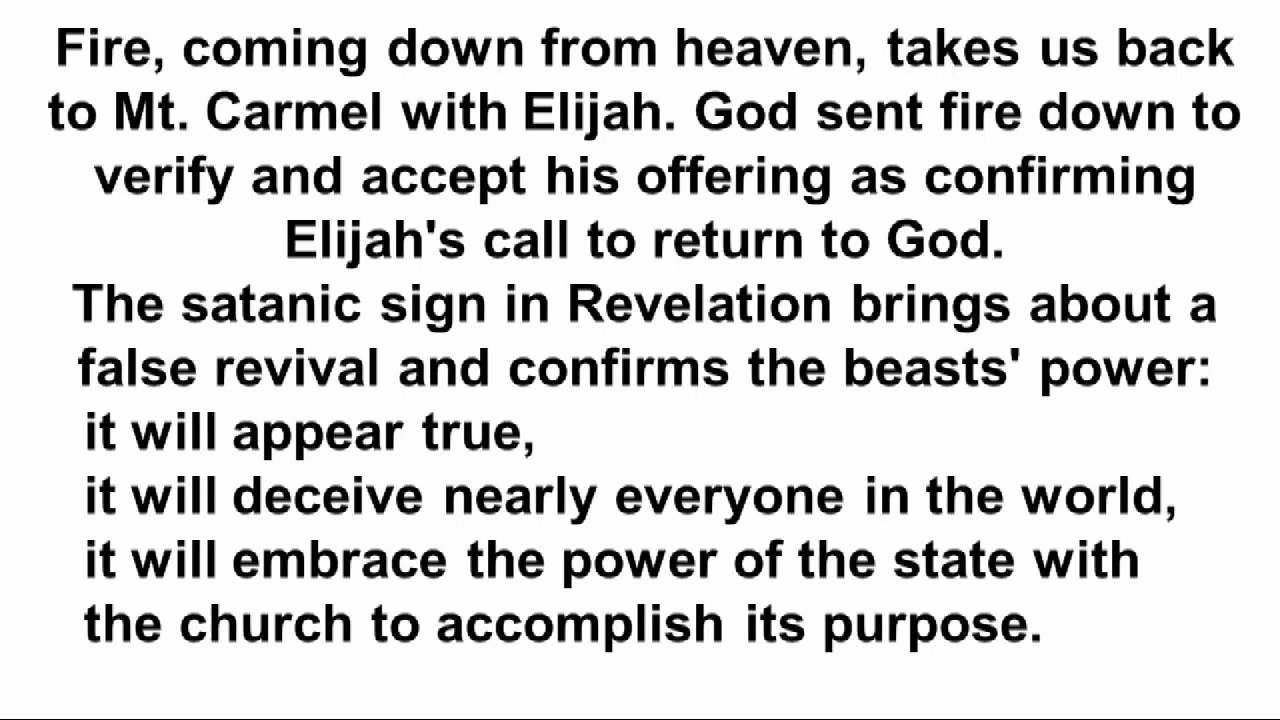 Fire, coming down from heaven, takes us back
to Mt. Carmel with Elijah. God sent fire down to
verify and accept his offering as confirming
Elijah's call to return to God.
The satanic sign in Revelation brings about a
false revival and confirms the beasts' power:
it will appear true,
it will deceive nearly everyone in the world,
it will embrace the power of the state with
the church to accomplish its purpose.